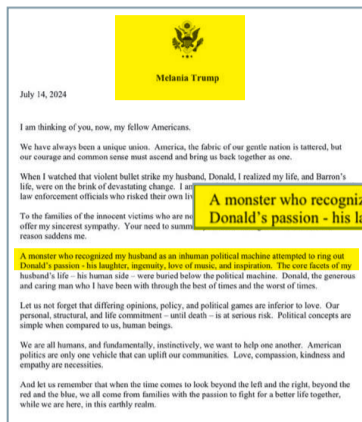 Melania Trump
July 14, 2024
I am thinking of you, now, my fellow Americans.
We have always been a unique union. America, the fabric of our gentle nation is tattered, but
our courage and common sense must ascend and bring us back together as one.
When I watched that violent bullet strike my husband, Donald, I realized my life, and Barron's
life, were on the brink of devastating change. I am
law enforcement officials who risked their own
A monster who recogniz
Donald's passion - his la
To the families of the innocent victims who are no
offer my sincerest sympathy. Your need to summ
reason saddens me.
A monster who recognized my husband as an inhuman political machine attempted to ring out
Donald's passion - his laughter, ingenuity, love of music, and inspiration. The core facets of my
husband's life – his human side – were buried below the political machine. Donald, the generous
and caring man who I have been with through the best of times and the worst of times.
Let us not forget that differing opinions, policy, and political games are inferior to love. Our
personal, structural, and life commitment – until death – is at serious risk. Political concepts are
simple when compared to us, human beings.
We are all humans, and fundamentally, instinctively, we want to help one another. American
politics are only one vehicle that can uplift our communities. Love, compassion, kindness and
empathy are necessities.
And let us remember that when the time comes to look beyond the left and the right, beyond the
red and the blue, we all come from families with the passion to fight for a better life together,
while we are here, in this earthly realm.